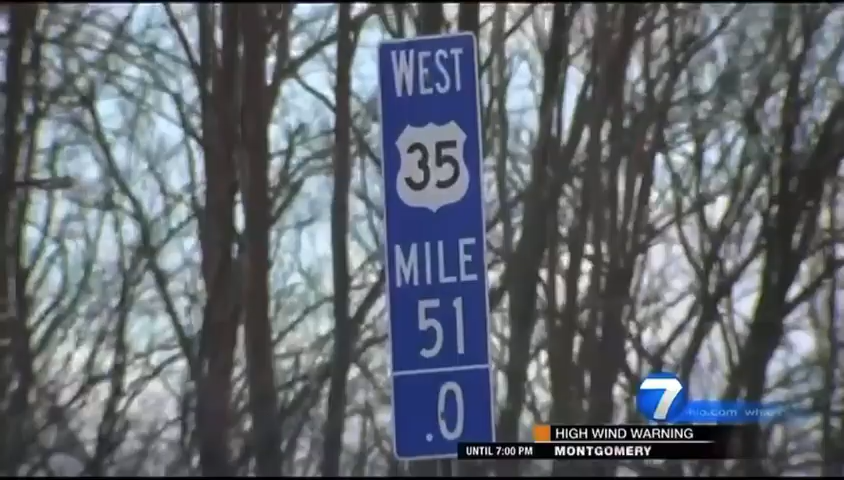 WEST
35
MILE
51
.0
7
HIGH WIND WARNING
UNTIL 7:00 PM
MONTGOMERY